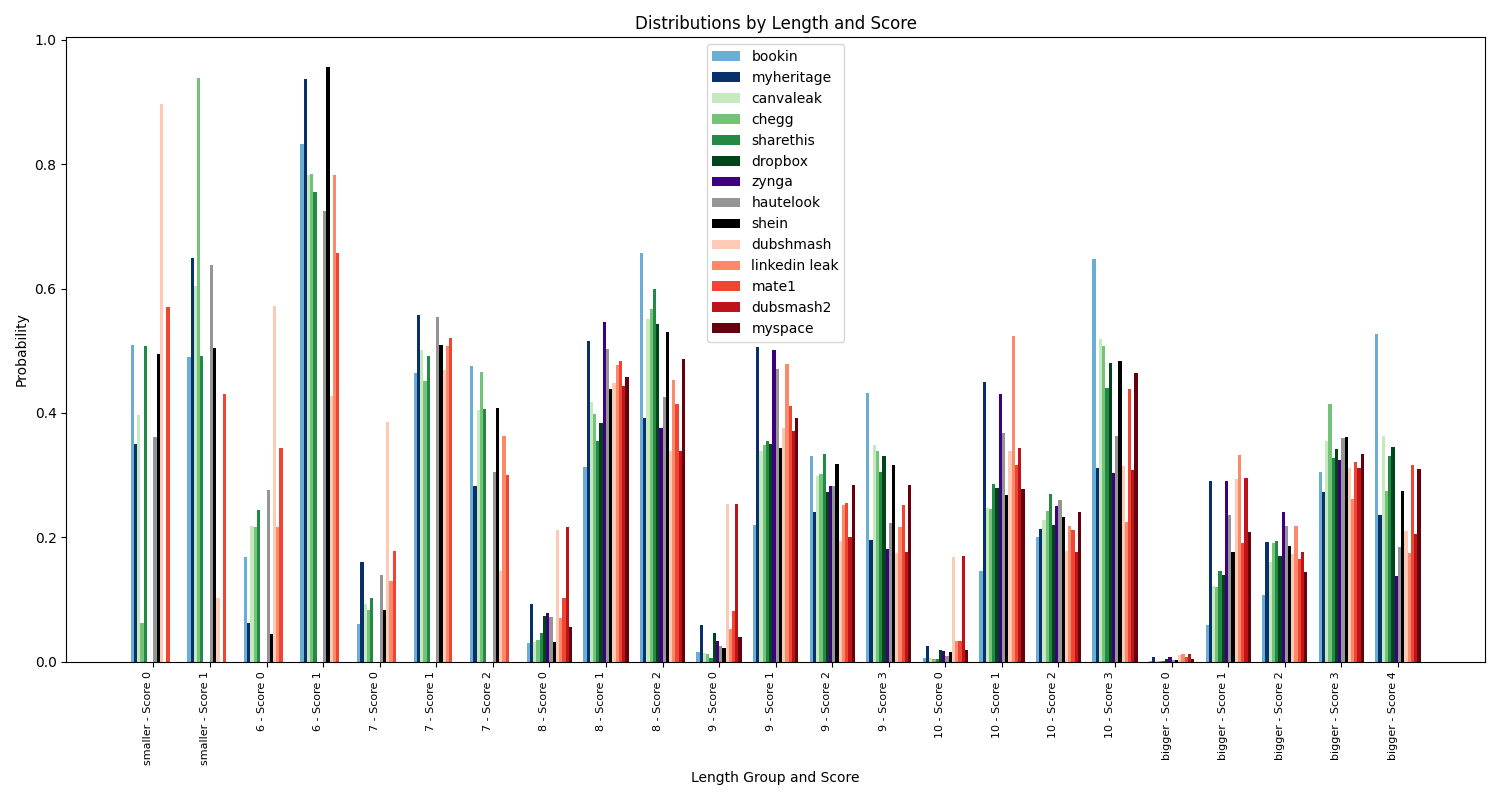 Distributions by Length and Score
Probability
1.0
0.8
0.6
0.4
0.2
0.0
bookin
myheritage
canvaleak
chegg
sharethis
dropbox
zynga
hautelook
shein
dubshmash
linkedin leak
mate1
dubsmash2
myspace
smaller - Score 0
smaller - Score 1
6 - Score 0
6 - Score 1
7 - Score 0
7 - Score 1
7 - Score 2
8 - Score 0
8 - Score 1
8 - Score 2
9 - Score 0
9 - Score 1
9 - Score 2
9 - Score 3
10 - Score 0
10 - Score 1
10 - Score 2
10 - Score 3
bigger - Score 0
bigger - Score 1
bigger - Score 2
bigger - Score 3
bigger - Score 4
Length Group and Score